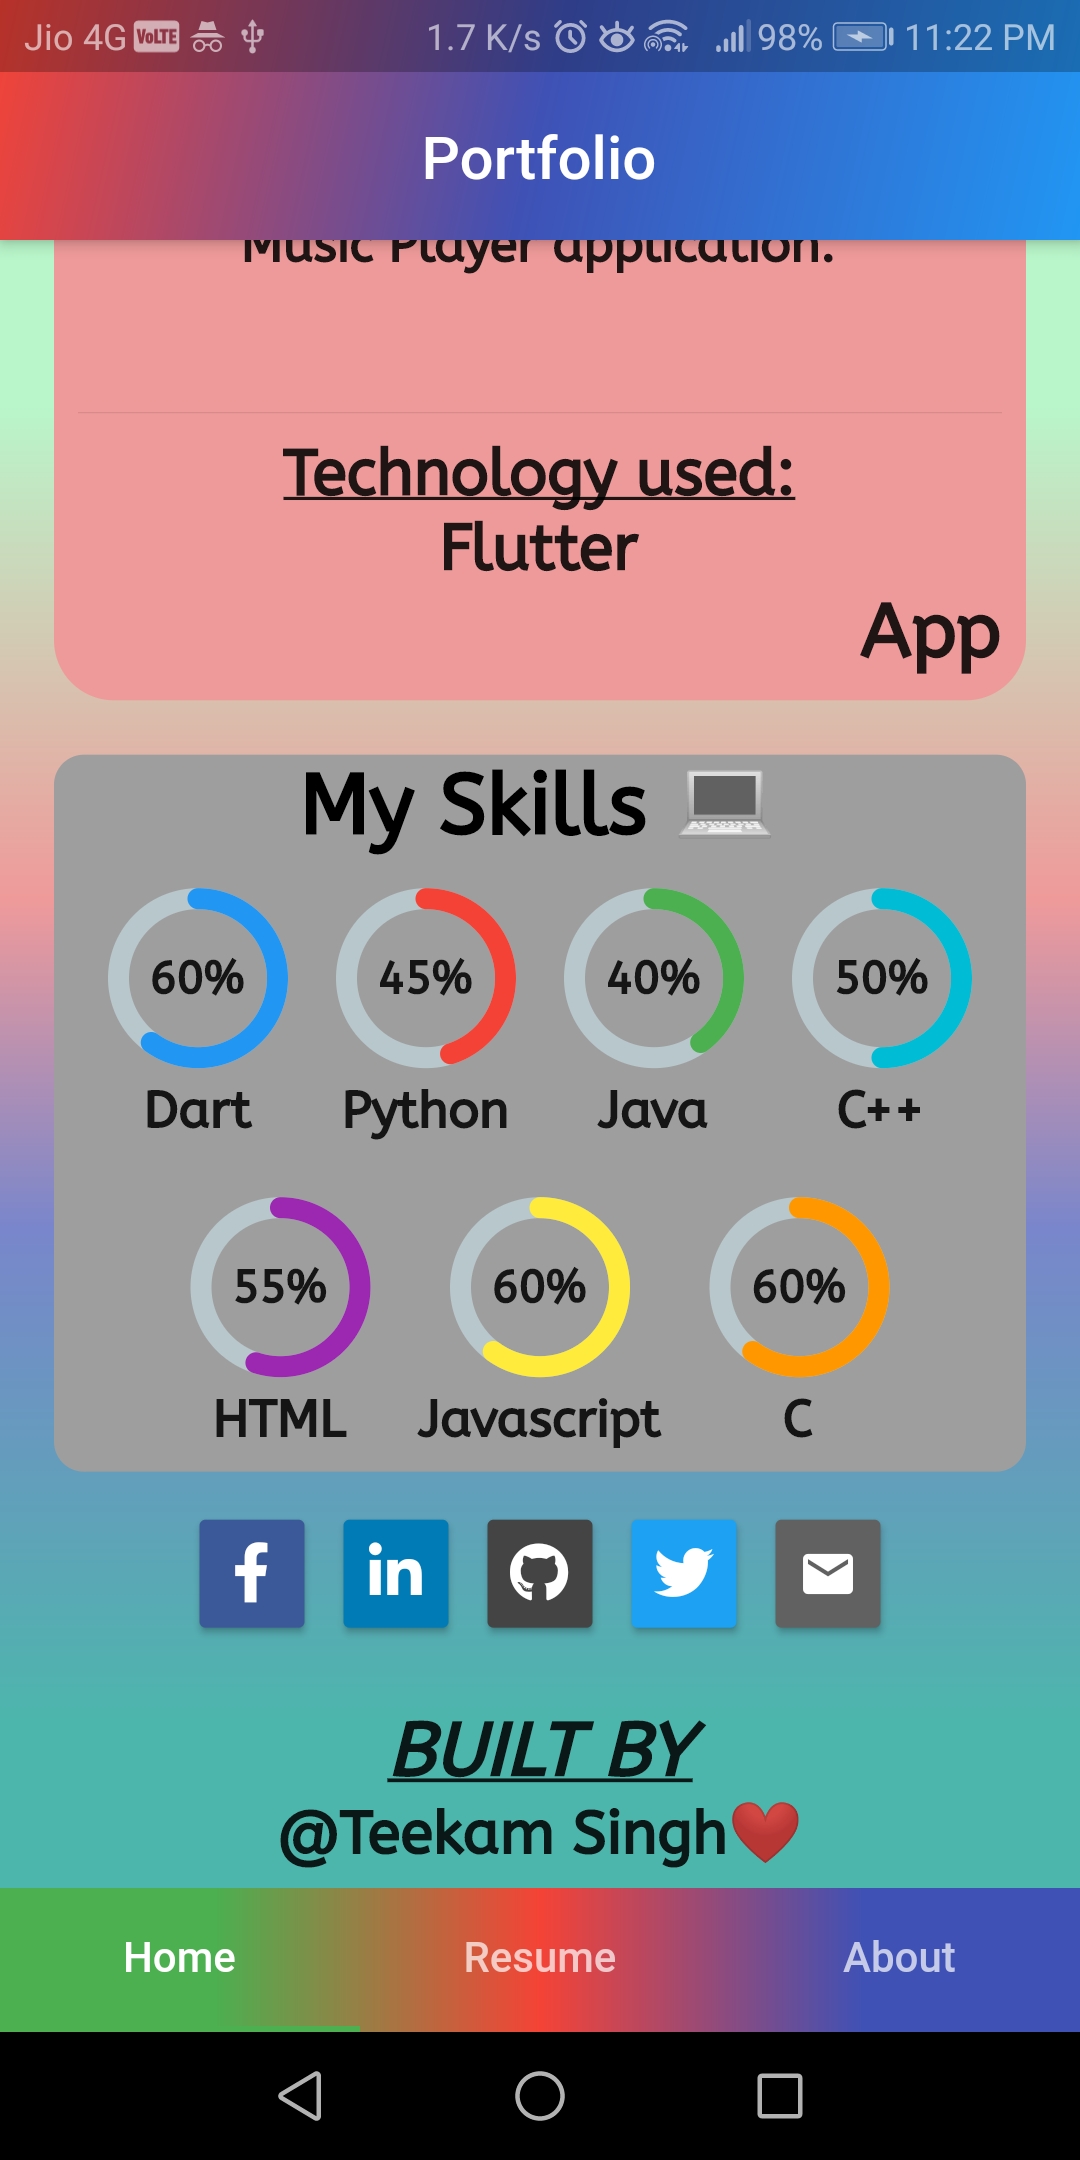 Jio 4G VoLTE 1.7 K/s 98% 11:22 PM
Portfolio
Music Player application.
Technology used:
Flutter
App
My Skills
60% 45% 40% 50%
Dart Python Java C++
55% 60% 60%
HTML Javascript C
f in
BUILT BY
@Teekam Singh
Home Resume About